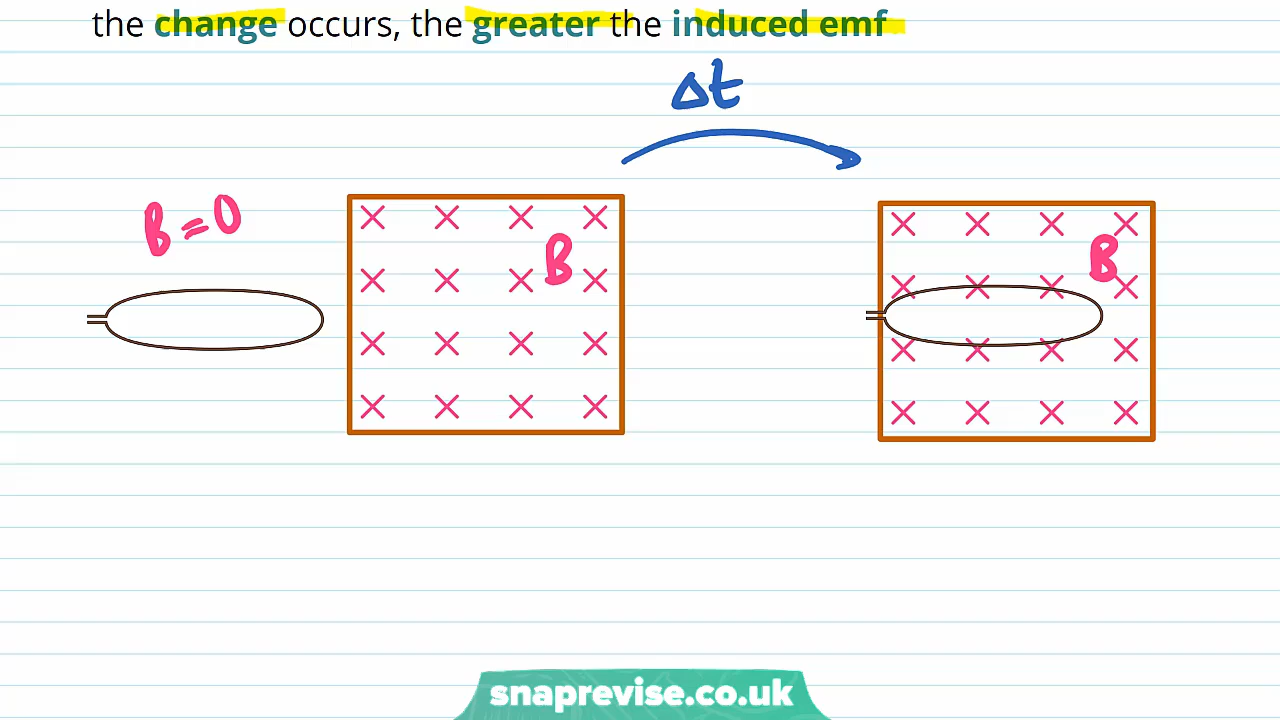 the change occurs, the greater the induced emf
Δt
B=0
B
B
snaprevise.co.uk